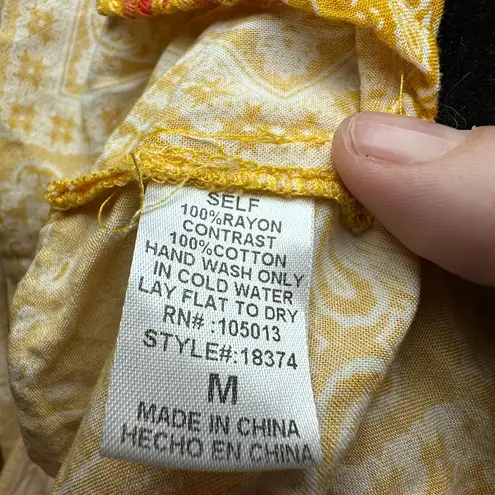 SELF
100%RAYON
CONTRAST
100%COTTON
HAND WASH ONLY
IN COLD WATER
LAY FLAT TO DRY
RN# :105013
STYLE#:18374
M
MADE IN CHINA
HECHO EN CHINA